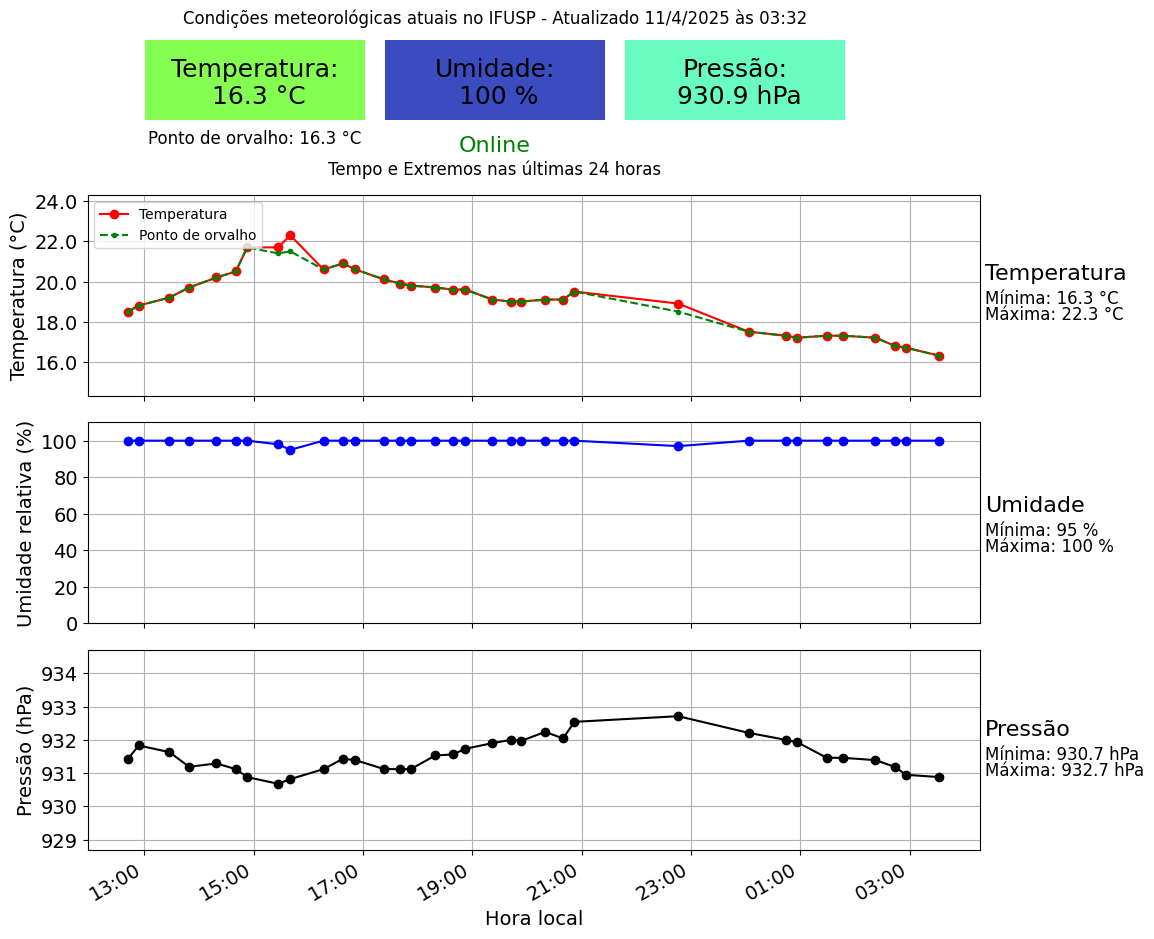 Condições meteorológicas atuais no IFUSP - Atualizado 11/4/2025 às 03:32
Temperatura:
16.3 °C
Umidade:
100 %
Pressão:
930.9 hPa
Ponto de orvalho: 16.3 °C
Online
Tempo e Extremos nas últimas 24 horas
Temperatura (°C)
24.0
22.0
20.0
18.0
16.0
Temperatura
Ponto de orvalho
Temperatura
Mínima: 16.3 °C
Máxima: 22.3 °C
Umidade relativa (%)
100
80
60
40
20
0
Umidade
Mínima: 95 %
Máxima: 100 %
Pressão (hPa)
934
933
932
931
930
929
Pressão
Mínima: 930.7 hPa
Máxima: 932.7 hPa
13:00
15:00
17:00
19:00
21:00
23:00
01:00
03:00
Hora local